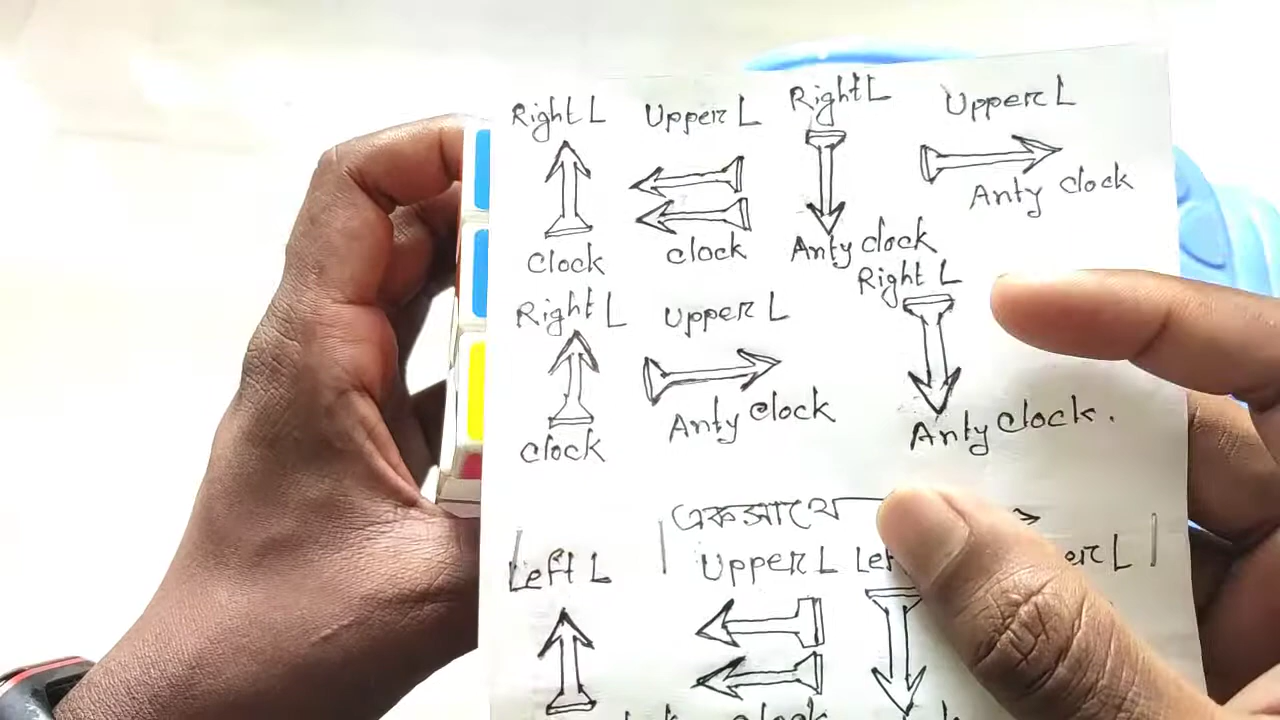 Right L Upper L Right L Upper L
Clock clock Anty clock Anty clock
Right L Upper L Right L
clock Anty clock Anty clock.
একসাথে
Left L Upper L
clock